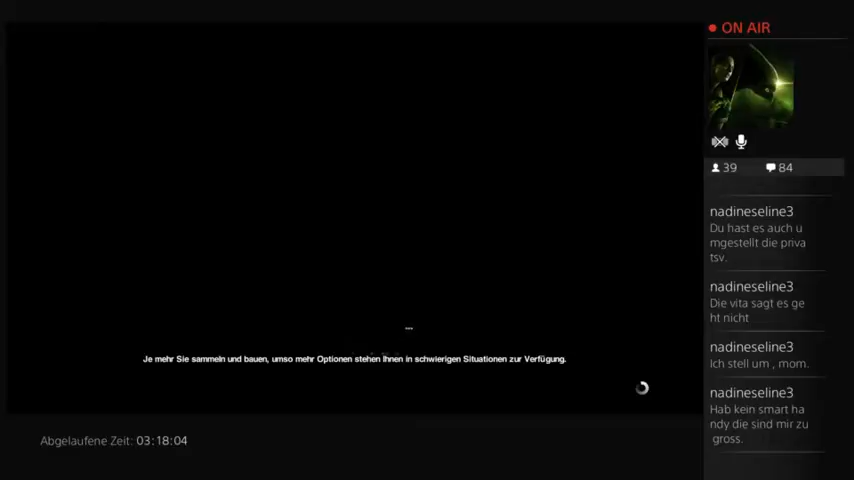 ON AIR
39 84
nadineseline3
Du hast es auch u
mgestellt die priva
tsv.
nadineseline3
Die vita sagt es ge
ht nicht
nadineseline3
Ich stell um , mom.
nadineseline3
Hab kein smart ha
ndy die sind mir zu
gross.
...
Je mehr Sie sammeln und bauen, umso mehr Optionen stehen Ihnen in schwierigen Situationen zur Verfügung.
Abgelaufene Zeit: 03:18:04